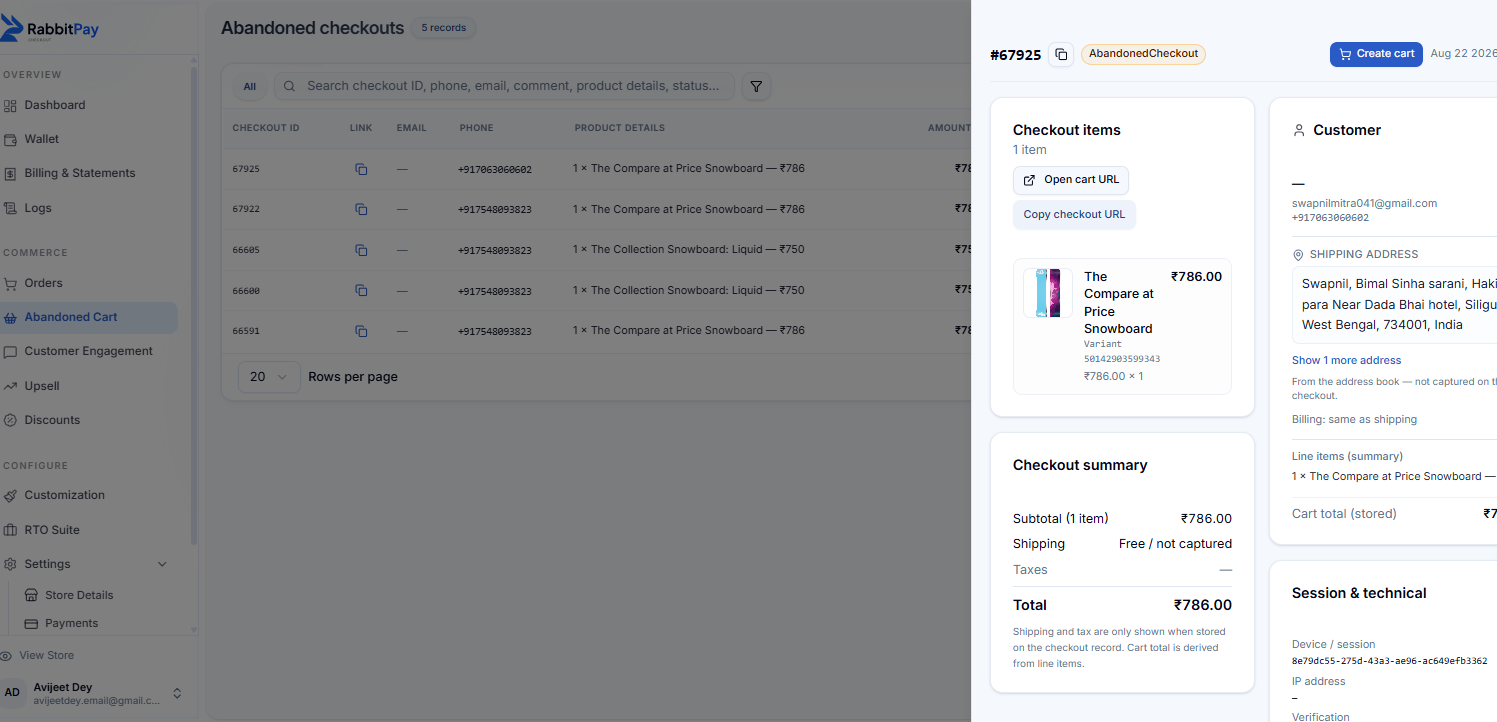 RabbitPay
CHECKOUT
OVERVIEW
Dashboard
Wallet
Billing & Statements
Logs
COMMERCE
Orders
Abandoned Cart
Customer Engagement
Upsell
Discounts
CONFIGURE
Customization
RTO Suite
Settings
Store Details
Payments
View Store
AD
Avijeet Dey
avijeetdey.email@gmail.c...
Abandoned checkouts
5 records
All
Search checkout ID, phone, email, comment, product details, status...
CHECKOUT ID LINK EMAIL PHONE PRODUCT DETAILS AMOUNT
67925 — +917063060602 1 × The Compare at Price Snowboard — ₹786 ₹78
67922 — +917548093823 1 × The Compare at Price Snowboard — ₹786 ₹78
66605 — +917548093823 1 × The Collection Snowboard: Liquid — ₹750 ₹75
66600 — +917548093823 1 × The Collection Snowboard: Liquid — ₹750 ₹75
66591 — +917548093823 1 × The Compare at Price Snowboard — ₹786 ₹78
20 Rows per page
#67925 AbandonedCheckout Create cart Aug 22 2026
Checkout items
1 item
Open cart URL
Copy checkout URL
The ₹786.00
Compare at
Price
Snowboard
Variant
50142903599343
₹786.00 × 1
Checkout summary
Subtotal (1 item) ₹786.00
Shipping Free / not captured
Taxes —
Total ₹786.00
Shipping and tax are only shown when stored
on the checkout record. Cart total is derived
from line items.
Customer
—
swapnilmitra041@gmail.com
+917063060602
SHIPPING ADDRESS
Swapnil, Bimal Sinha sarani, Haki
para Near Dada Bhai hotel, Siligu
West Bengal, 734001, India
Show 1 more address
From the address book — not captured on th
checkout.
Billing: same as shipping
Line items (summary)
1 × The Compare at Price Snowboard —
Cart total (stored) ₹7
Session & technical
Device / session
8e79dc55-275d-43a3-ae96-ac649efb3362
IP address
–
Verification